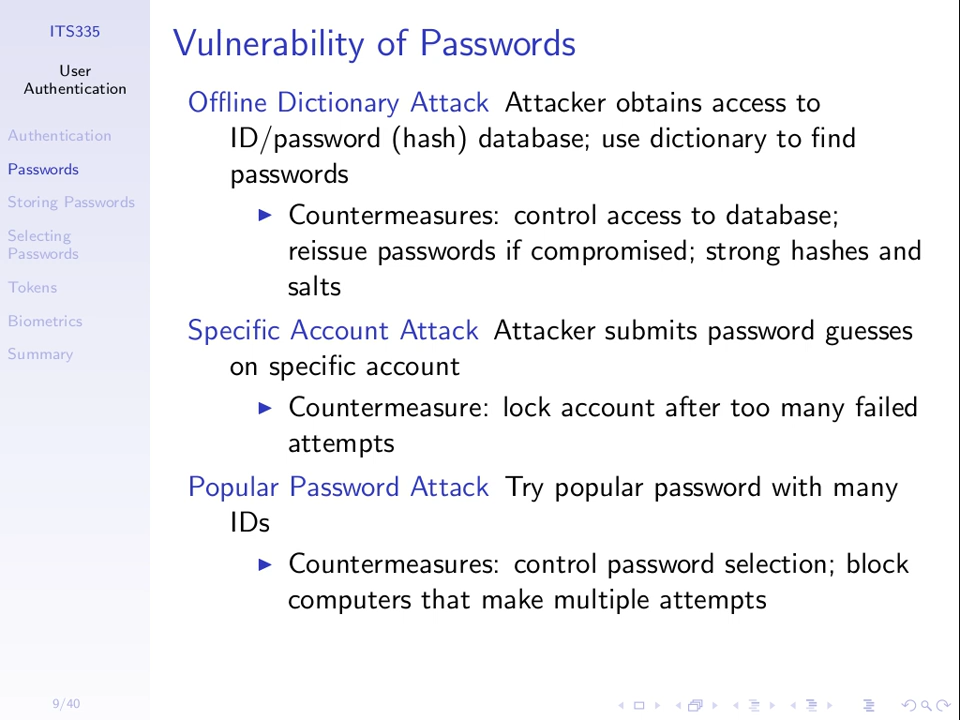 ITS335
User
Authentication
Authentication
Passwords
Storing Passwords
Selecting
Passwords
Tokens
Biometrics
Summary
9/40
Vulnerability of Passwords
Offline Dictionary Attack Attacker obtains access to
ID/password (hash) database; use dictionary to find
passwords
▶ Countermeasures: control access to database;
reissue passwords if compromised; strong hashes and
salts
Specific Account Attack Attacker submits password guesses
on specific account
▶ Countermeasure: lock account after too many failed
attempts
Popular Password Attack Try popular password with many
IDs
▶ Countermeasures: control password selection; block
computers that make multiple attempts